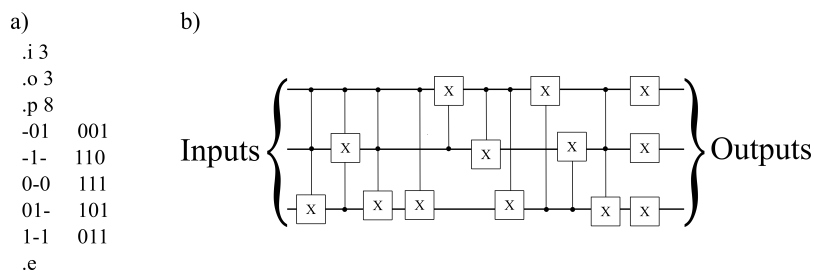 a)
.i 3
.o 3
.p 8
-01 001
-1- 110
0-0 111
01- 101
1-1 011
.e
b)
X X X
X X X X
Inputs Outputs
X X X X X X